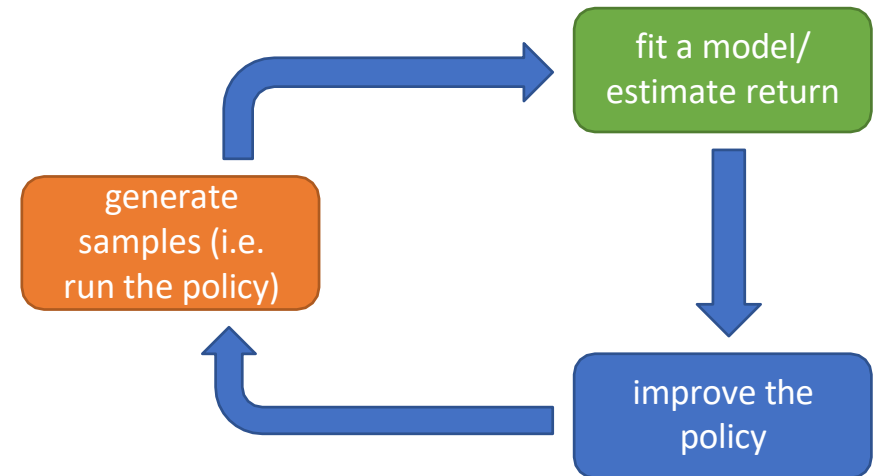 fit a model/
estimate return
generate
samples (i.e.
run the policy)
improve the
policy